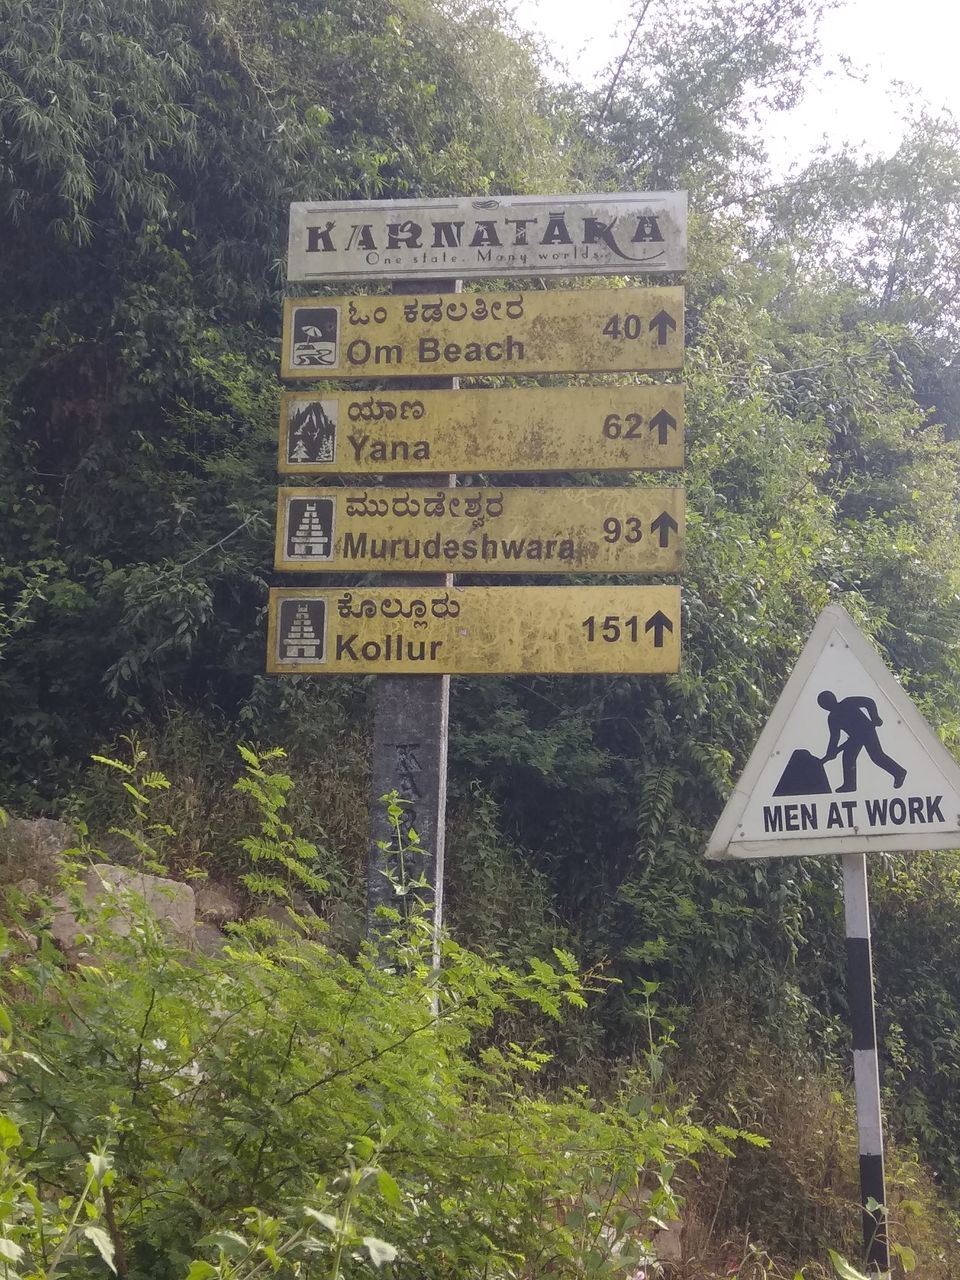 KARNATAKA
One state. Many worlds.
ಓಂ ಕಡಲತೀರ
Om Beach 40
ಯಾಣ
Yana 62
ಮುರುಡೇಶ್ವರ
Murudeshwara 93
ಕೊಲ್ಲೂರು
Kollur 151
MEN AT WORK